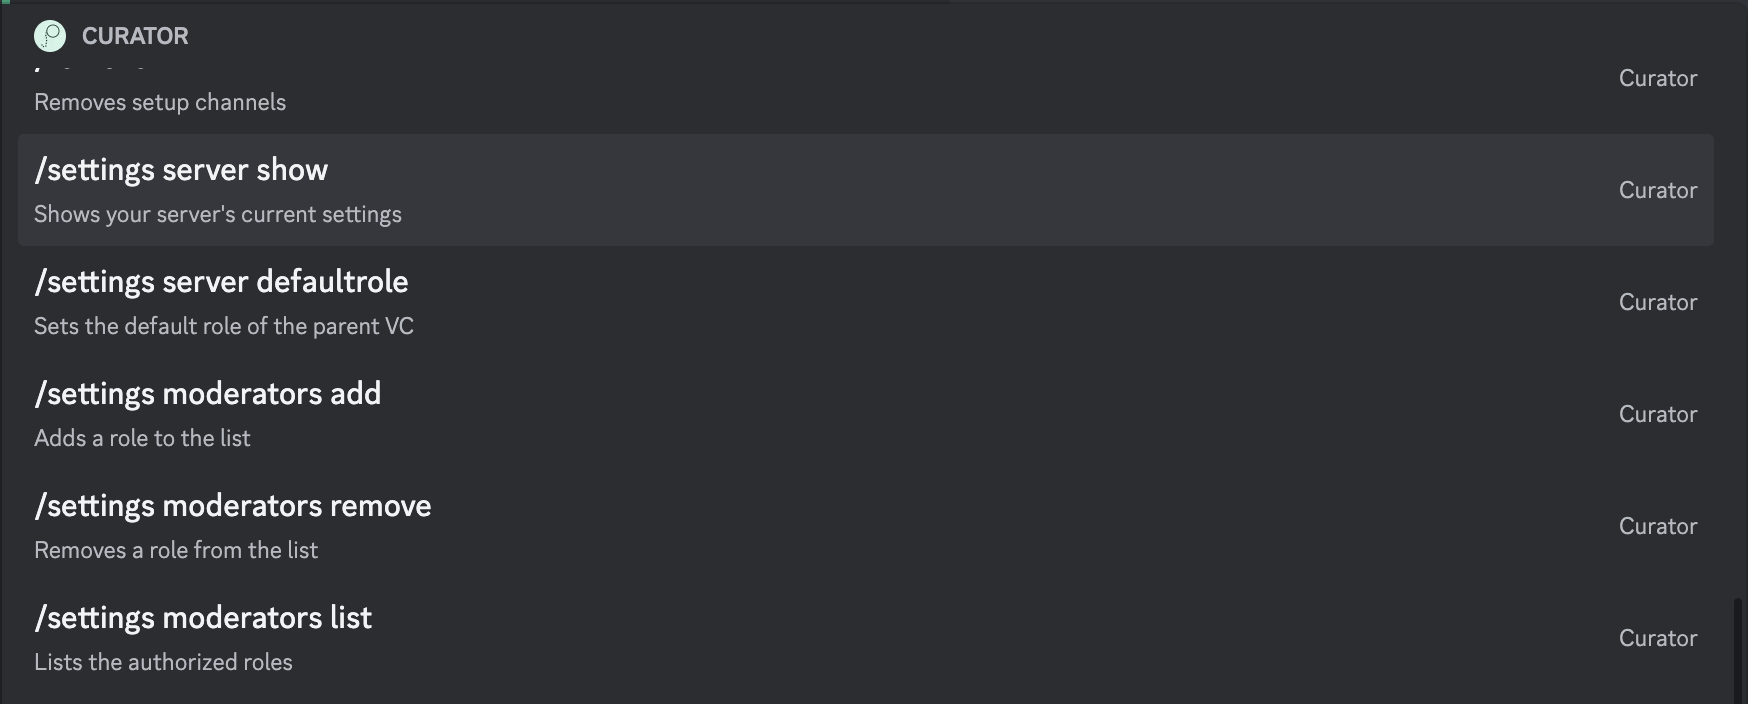 CURATOR
Curator
Removes setup channels
/settings server show
Curator
Shows your server's current settings
/settings server defaultrole
Curator
Sets the default role of the parent VC
/settings moderators add
Curator
Adds a role to the list
/settings moderators remove
Curator
Removes a role from the list
/settings moderators list
Curator
Lists the authorized roles